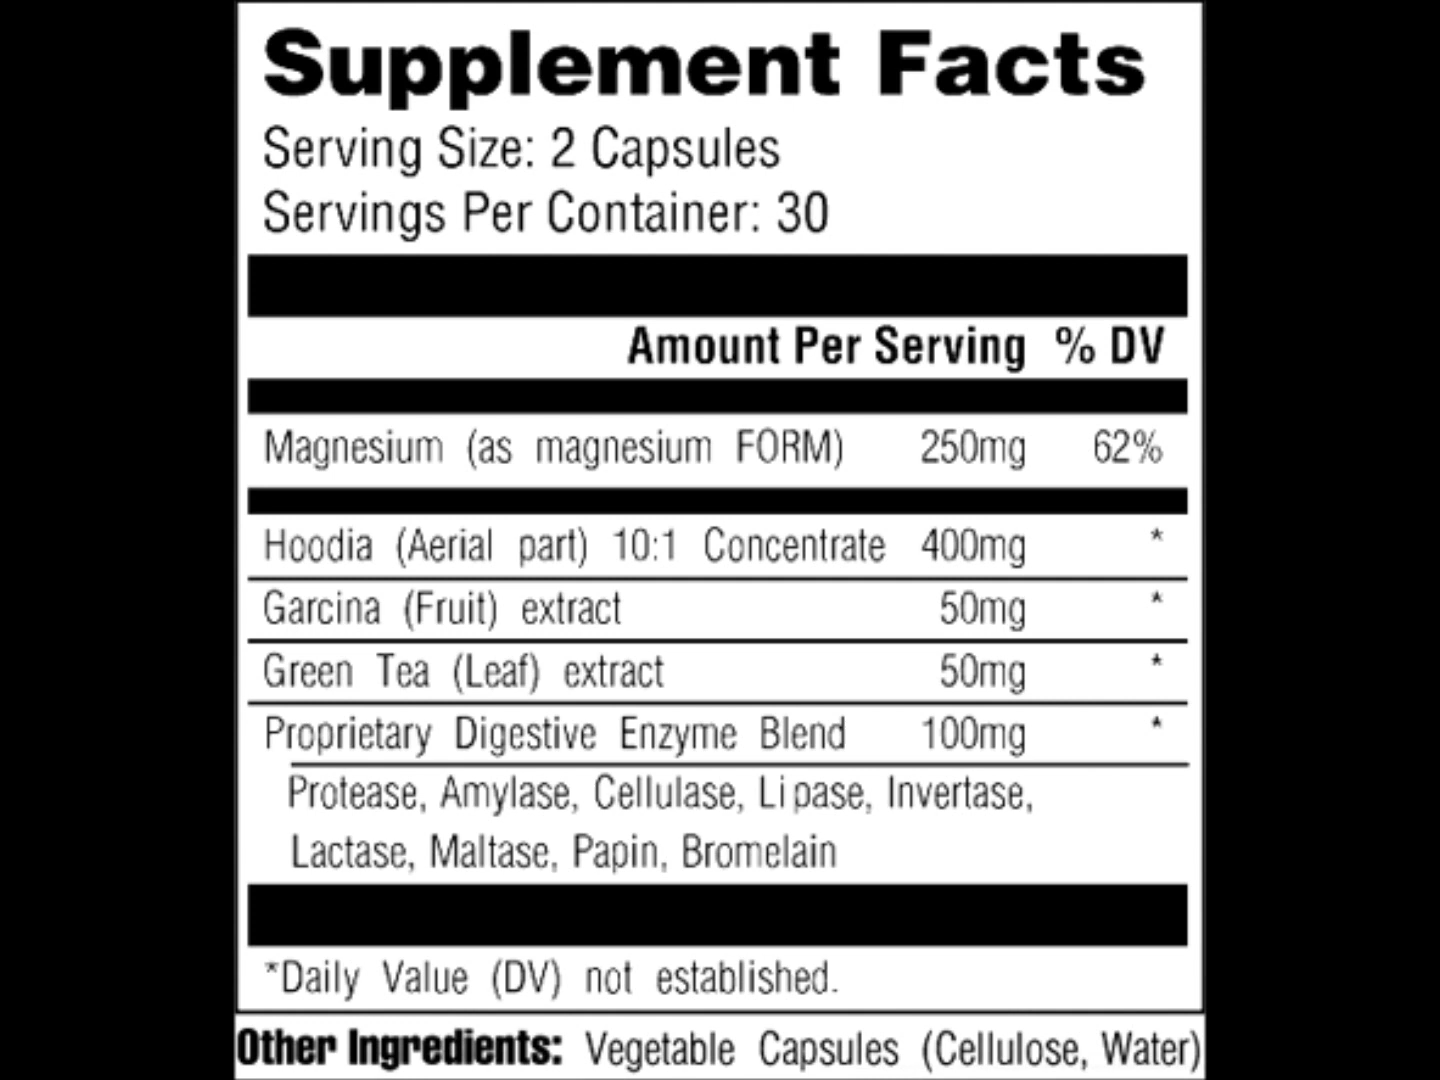 Supplement Facts
Serving Size: 2 Capsules
Servings Per Container: 30
Amount Per Serving % DV
Magnesium (as magnesium FORM) 250mg 62%
Hoodia (Aerial part) 10:1 Concentrate 400mg *
Garcina (Fruit) extract 50mg *
Green Tea (Leaf) extract 50mg *
Proprietary Digestive Enzyme Blend 100mg *
Protease, Amylase, Cellulase, Lipase, Invertase,
Lactase, Maltase, Papin, Bromelain
*Daily Value (DV) not established.
Other Ingredients: Vegetable Capsules (Cellulose, Water)